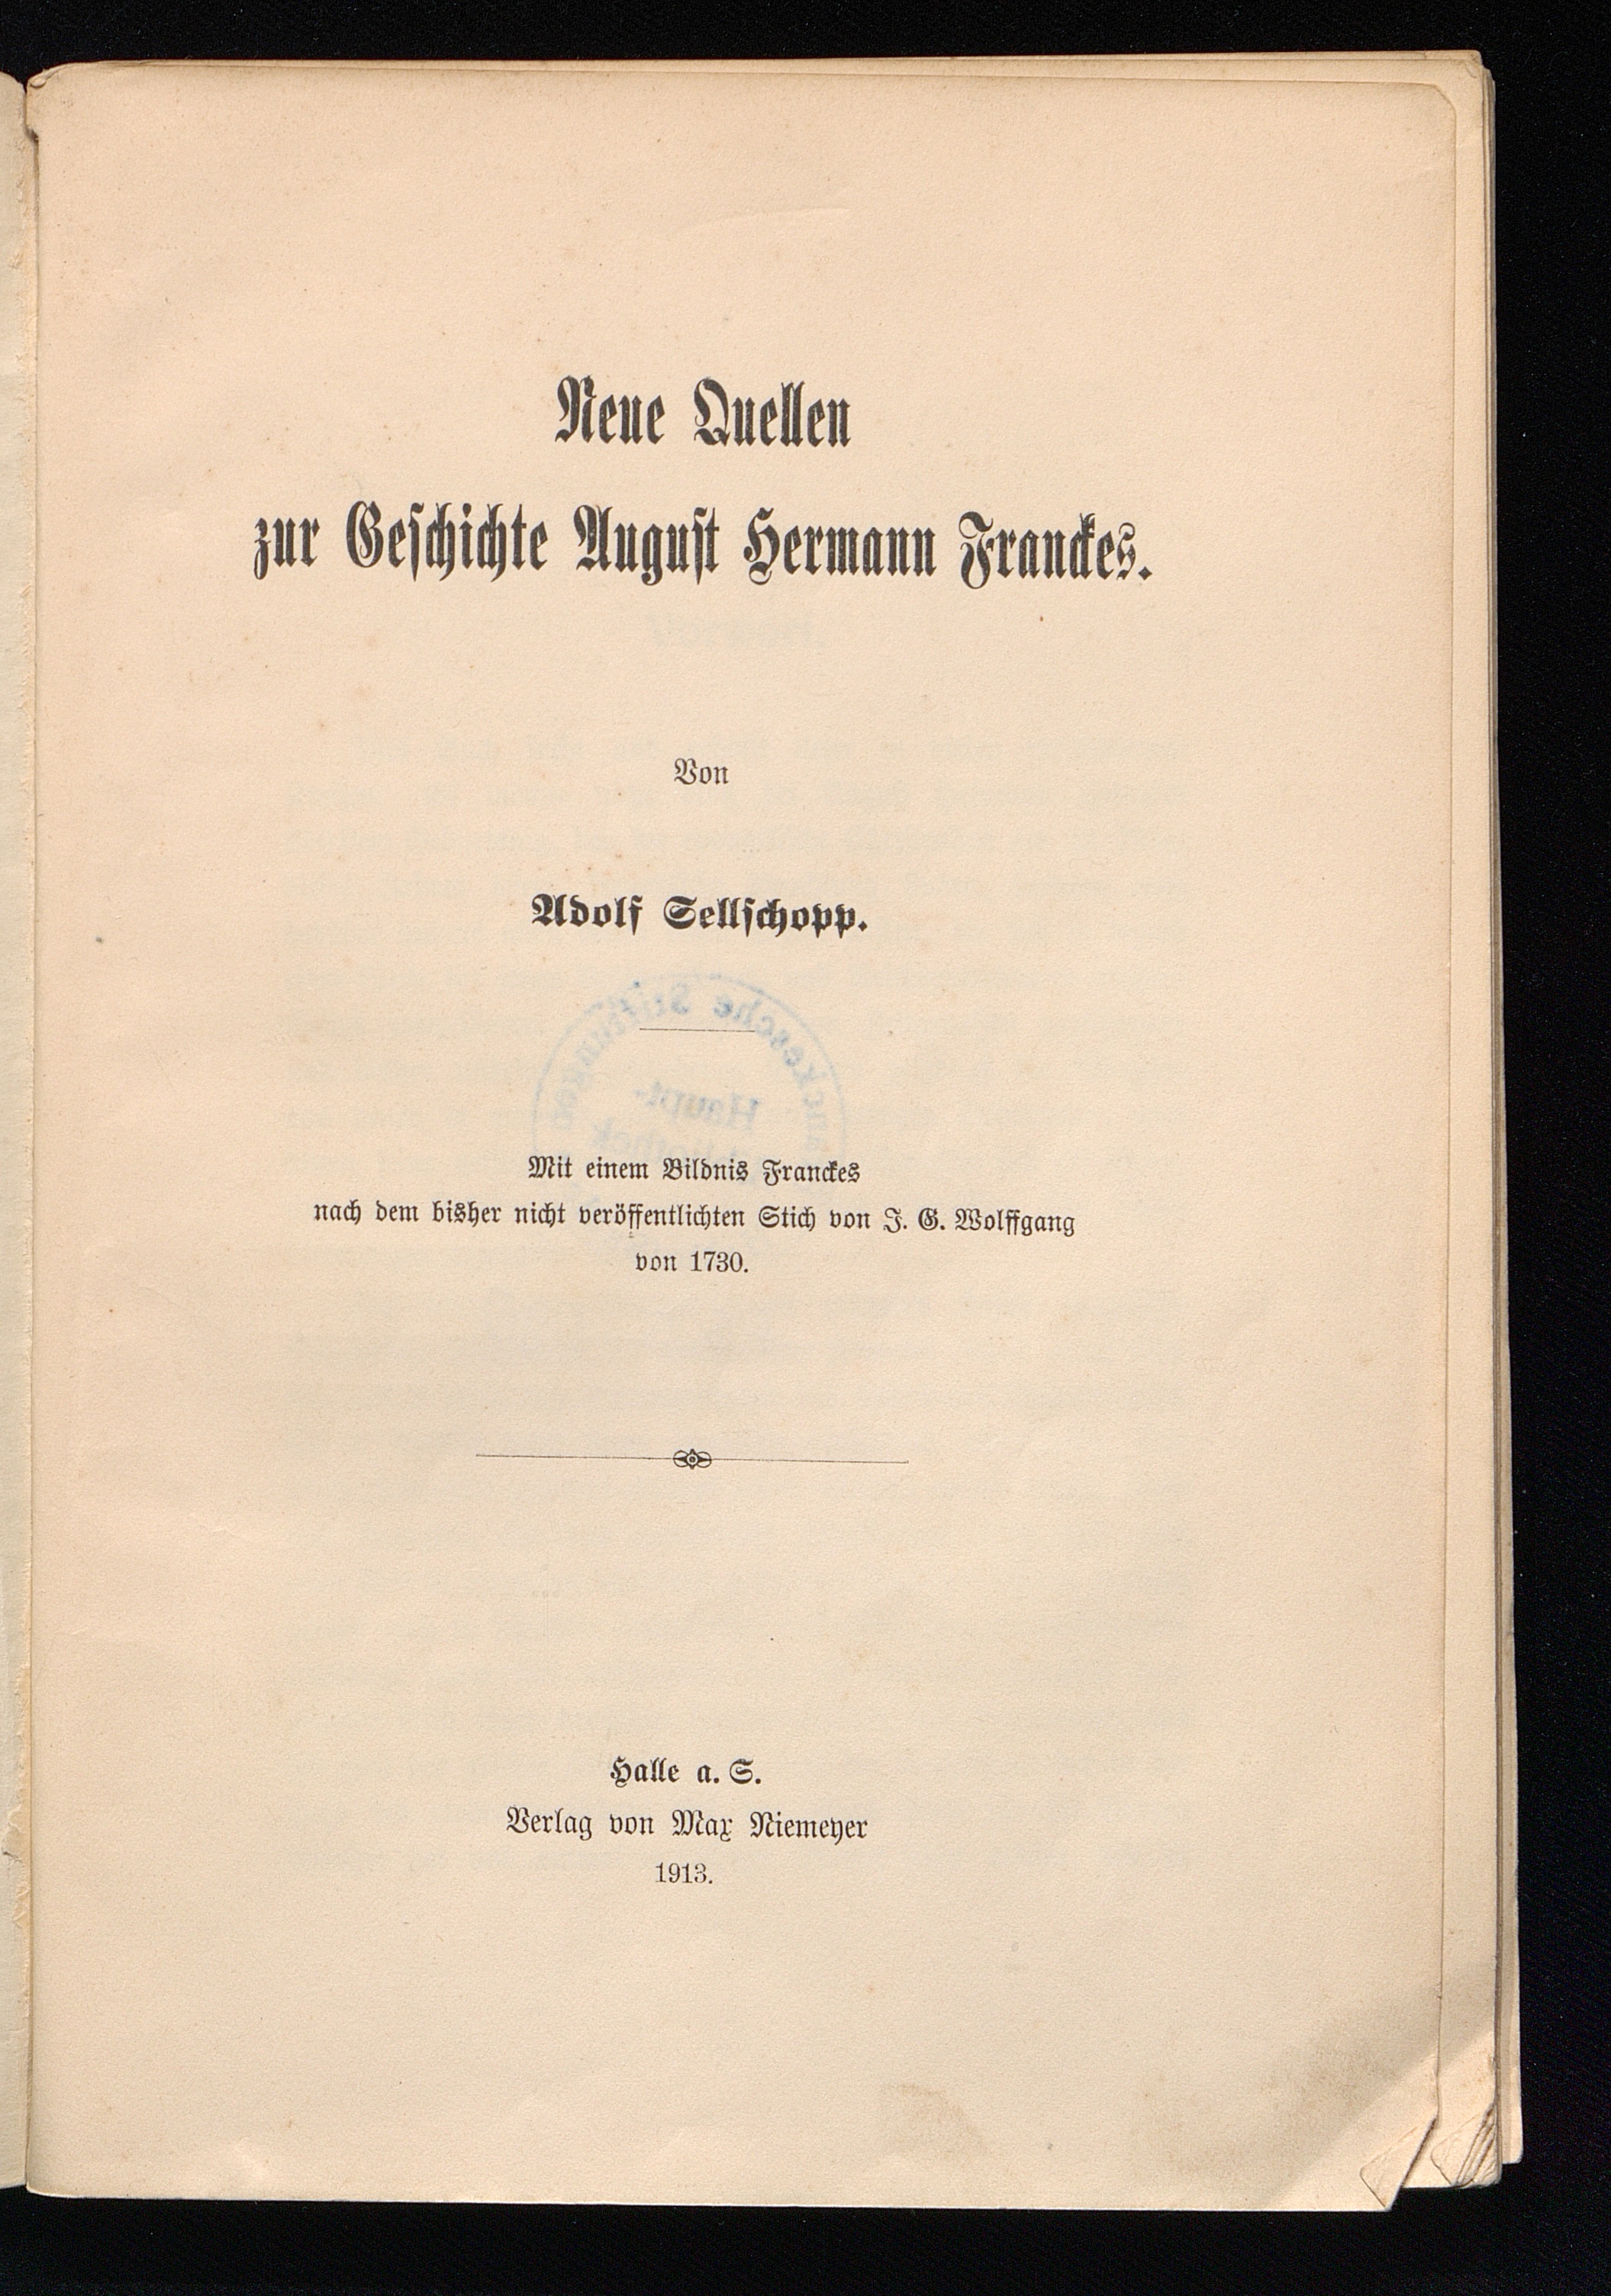 Neue Quellen
zur Geschichte August Hermann Franckes.
Von
Adolf Sellschopp.
Mit einem Bildnis Franckes
nach dem bisher nicht veröffentlichten Stich von J. G. Wolffgang
von 1730.
Halle a. S.
Verlag von Max Niemeyer
1913.